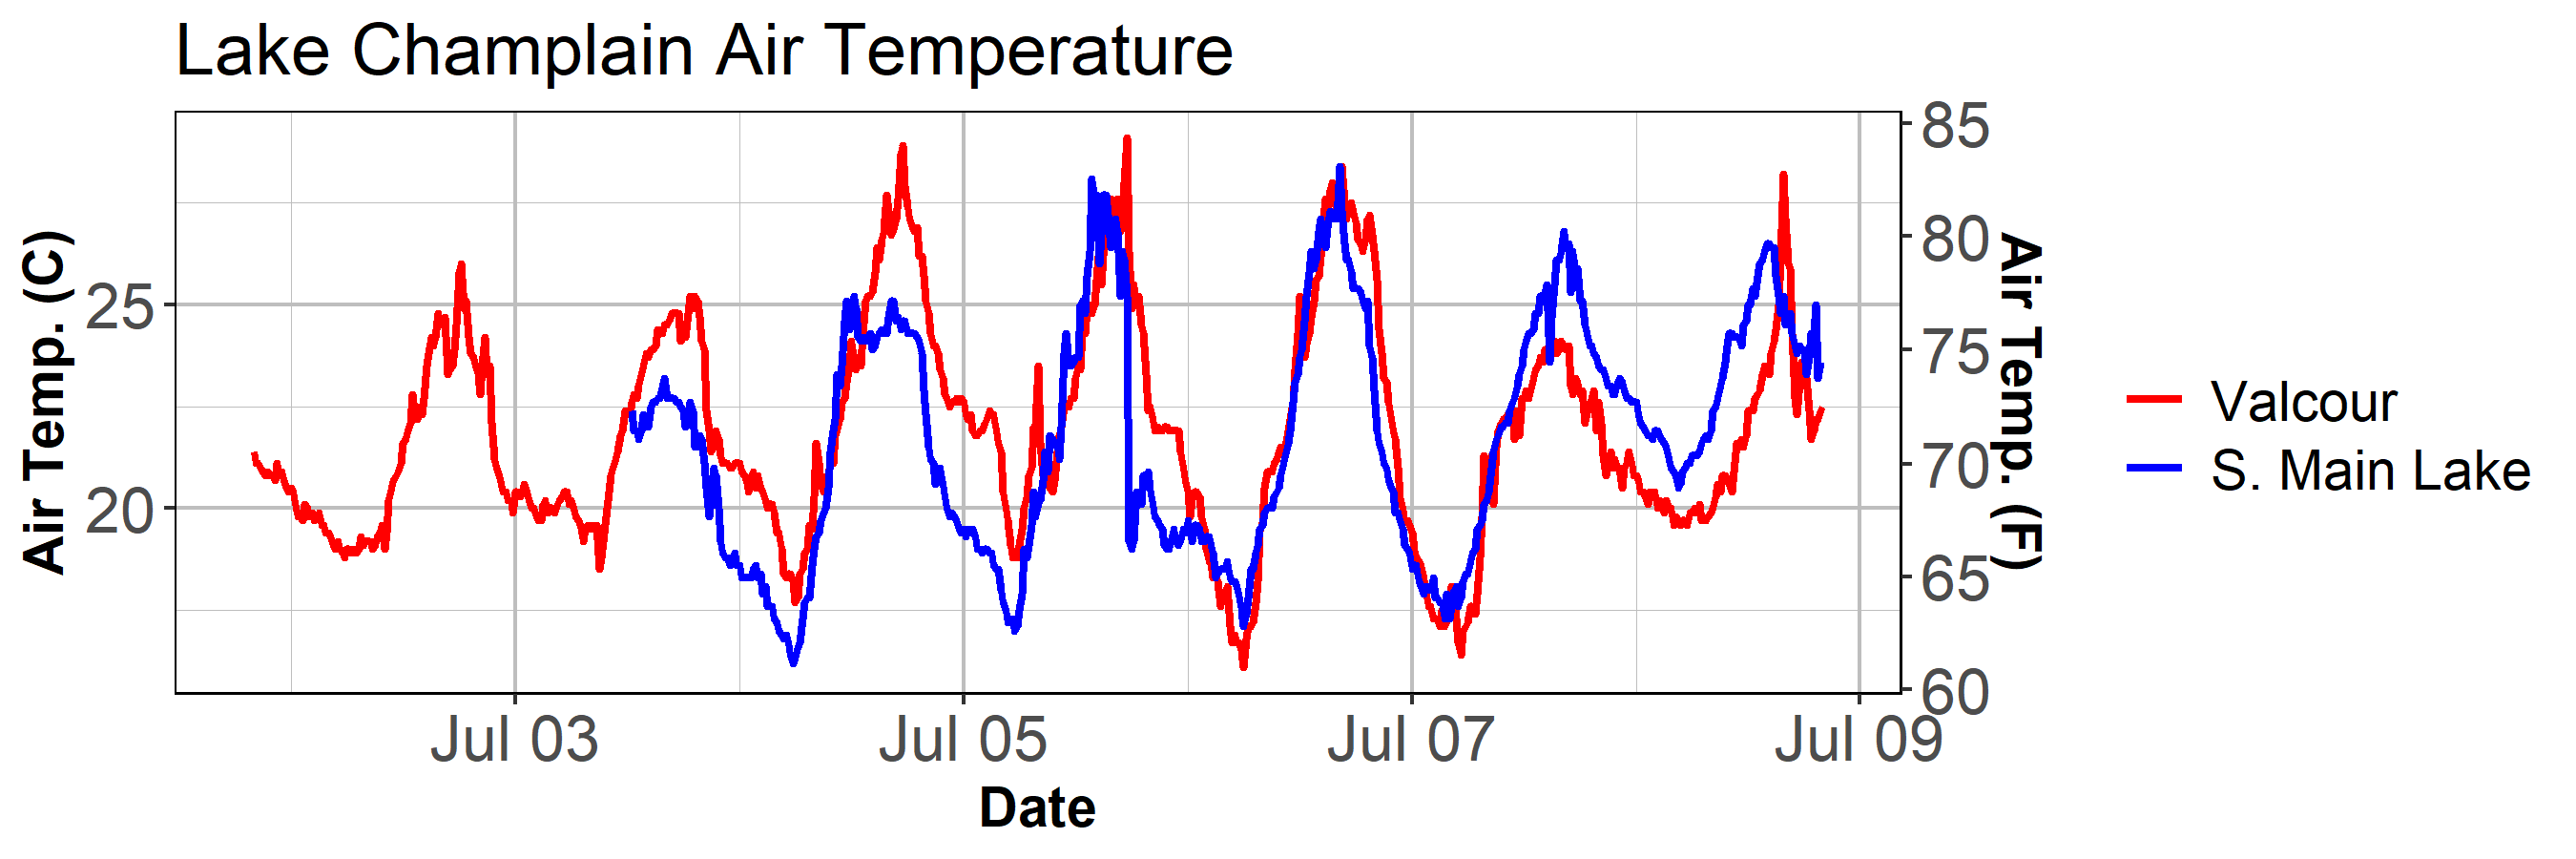 Lake Champlain Air Temperature
Air Temp. (C)
25
20
85
80
75
70
65
60
Air Temp. (F)
Jul 03
Jul 05
Jul 07
Jul 09
Date
Valcour
S. Main Lake